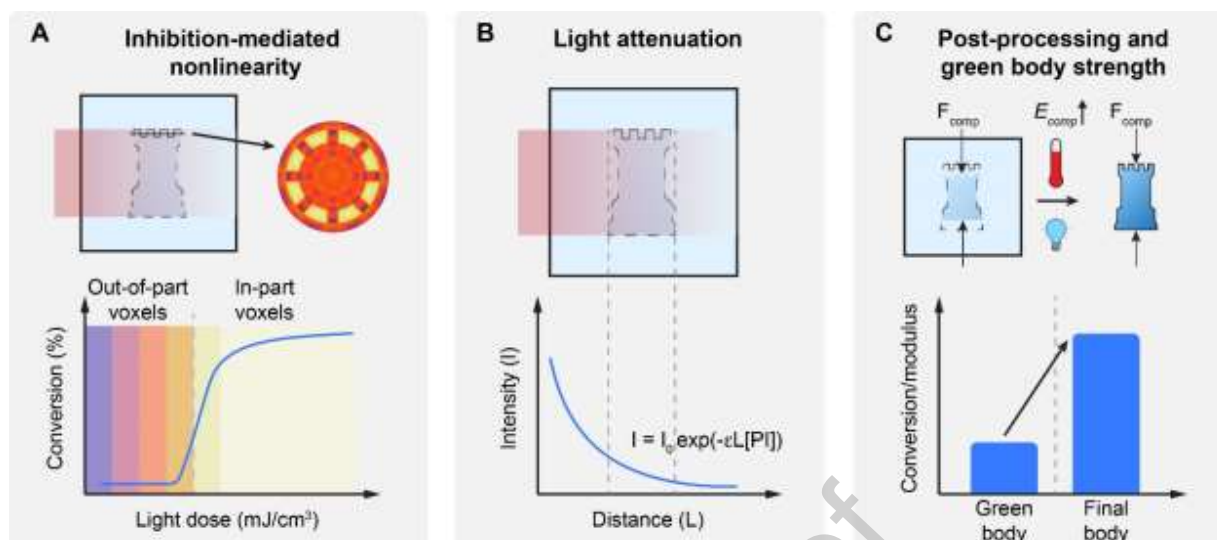 A
Inhibition-mediated
nonlinearity
Out-of-part
voxels
In-part
voxels
Conversion (%)
Light dose (mJ/cm³)
B
Light attenuation
Intensity (I)
I = I₀exp(-εL[PI])
Distance (L)
C
Post-processing and
green body strength
F_comp
E_comp↑
F_comp
Conversion/modulus
Green
body
Final
body